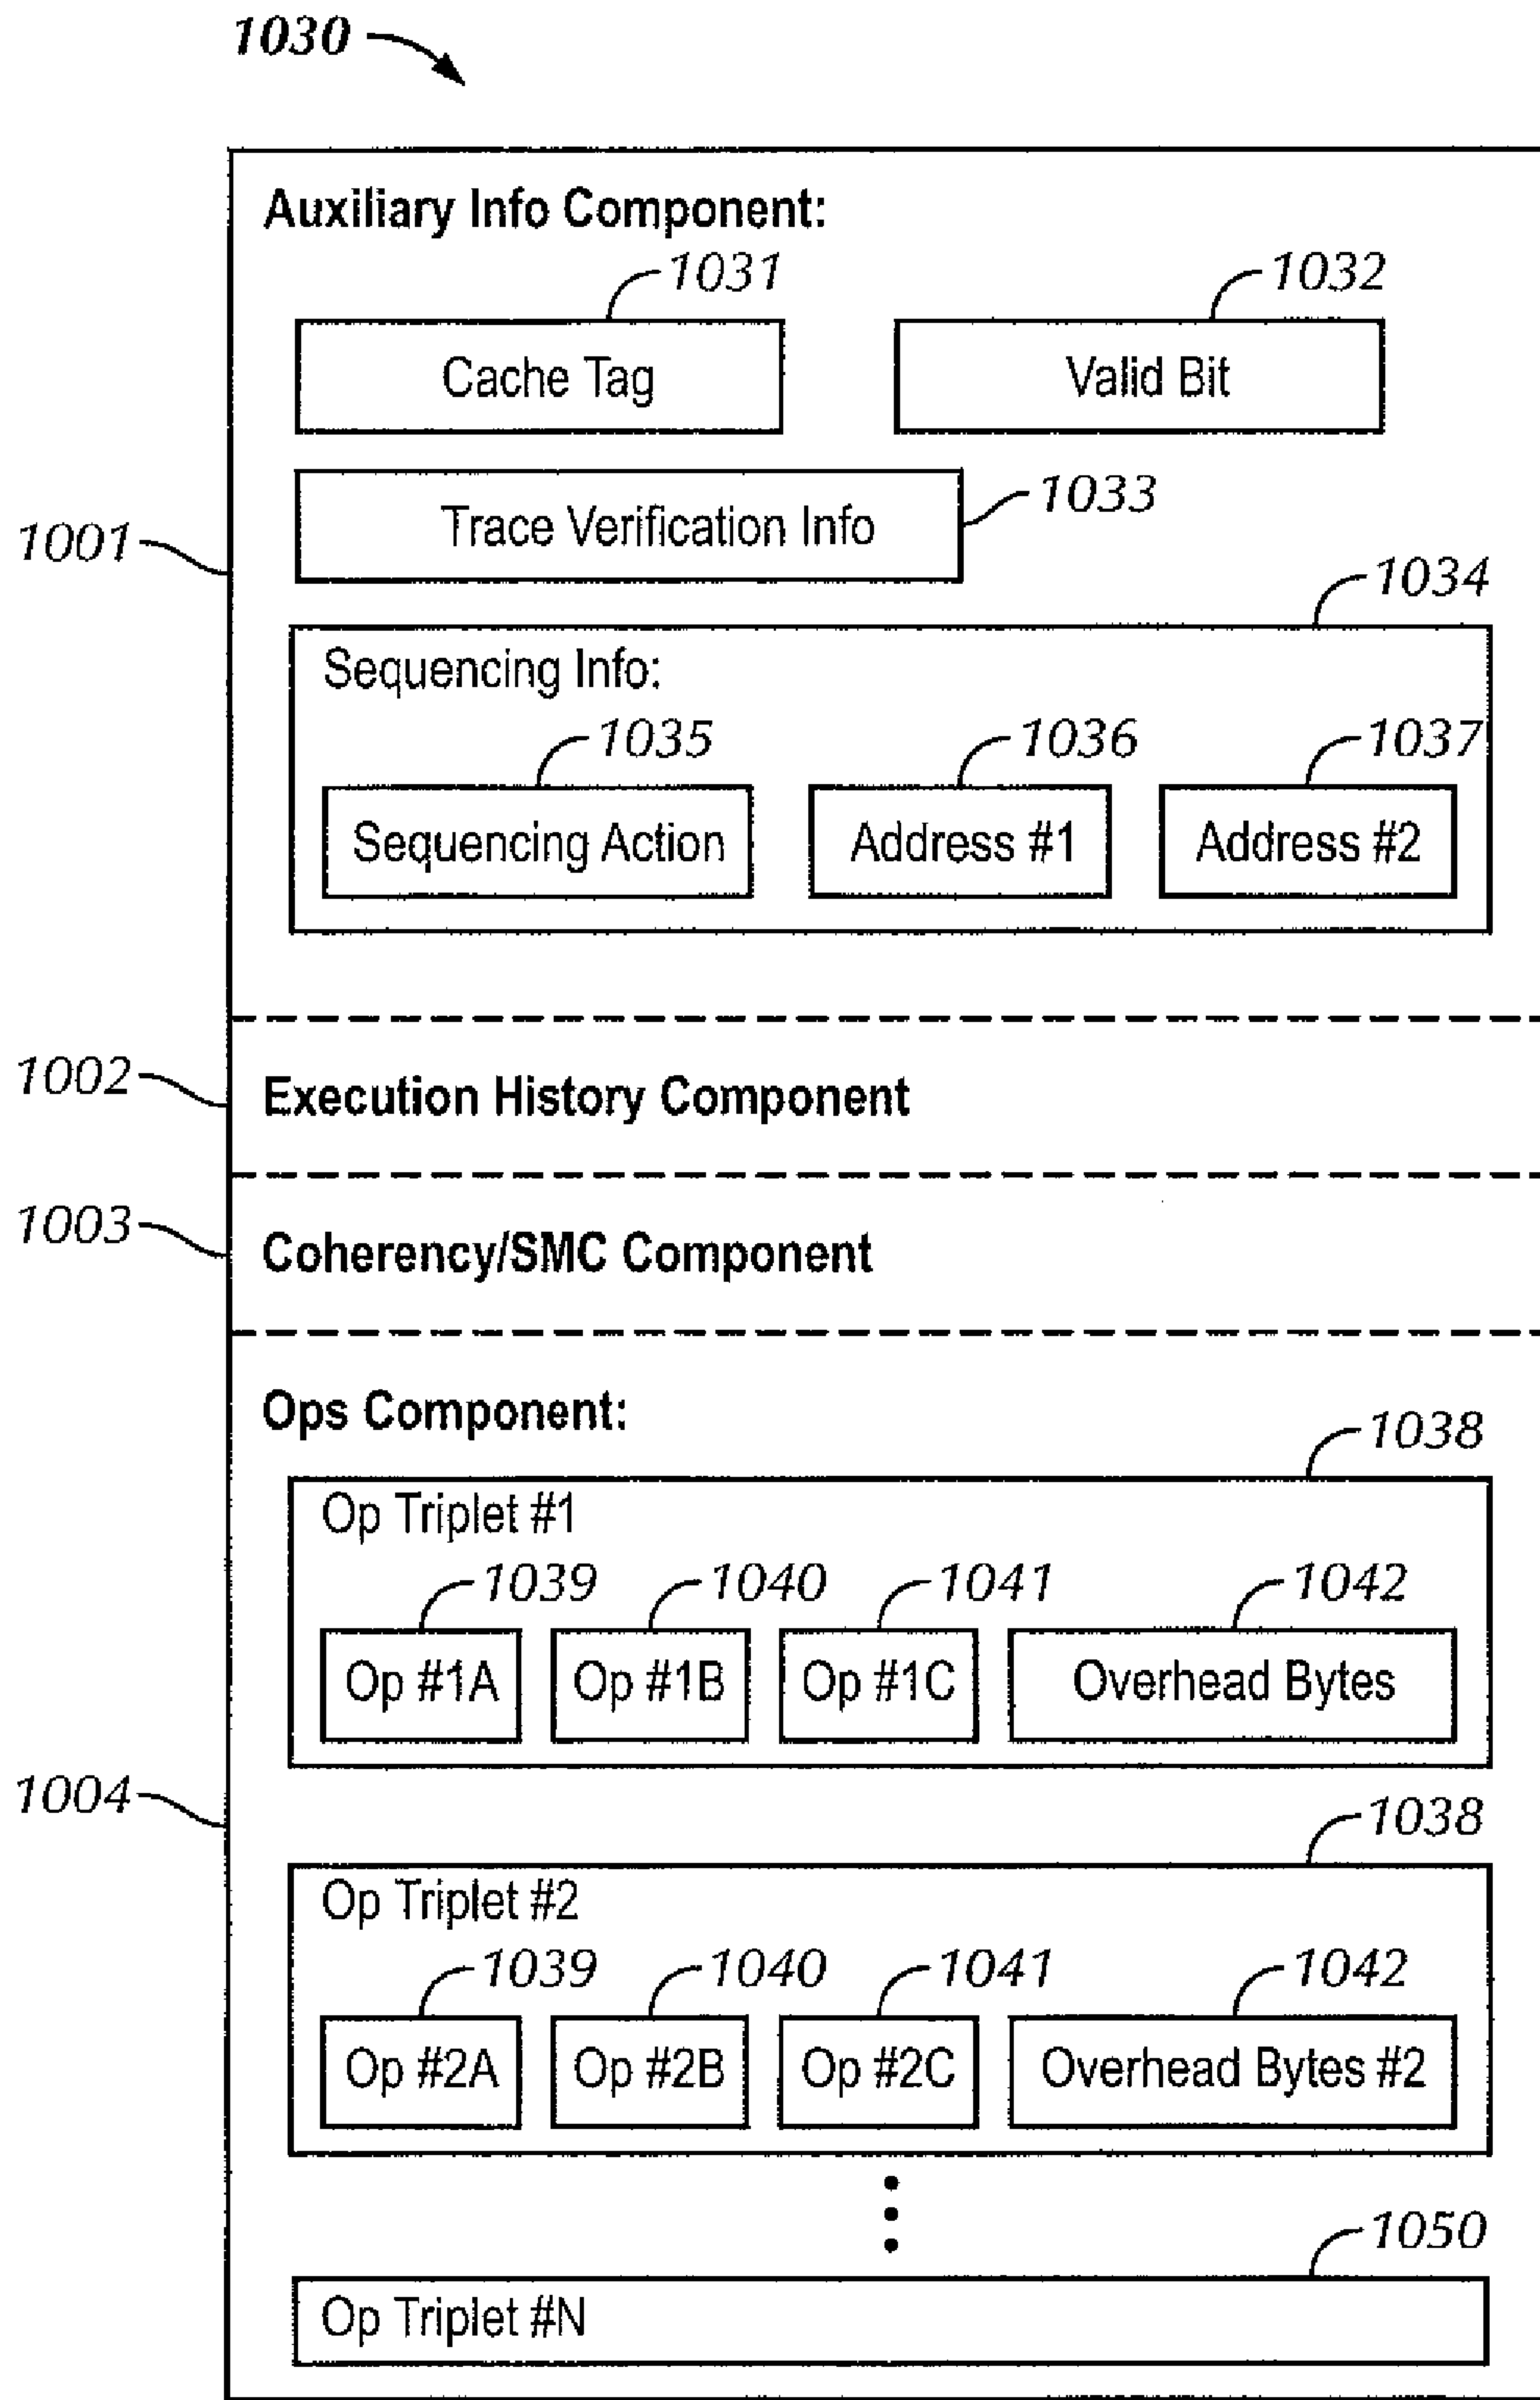 1030
Auxiliary Info Component:
1031
1032
Cache Tag
Valid Bit
1033
Trace Verification Info
1001
1034
Sequencing Info:
1035
1036
1037
Sequencing Action
Address #1
Address #2
1002
Execution History Component
1003
Coherency/SMC Component
Ops Component:
1038
Op Triplet #1
1039
1040
1041
1042
Op #1A
Op #1B
Op #1C
Overhead Bytes
1004
1038
Op Triplet #2
1039
1040
1041
1042
Op #2A
Op #2B
Op #2C
Overhead Bytes #2
1050
Op Triplet #N